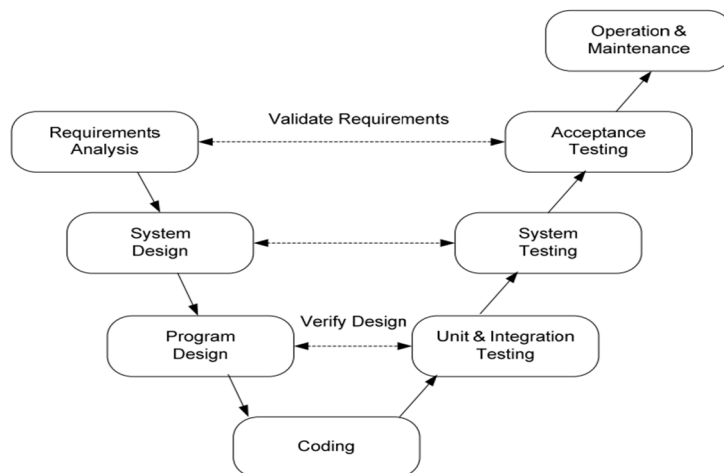 Operation &
Maintenance
Validate Requirements
Requirements
Analysis
Acceptance
Testing
System
Design
System
Testing
Verify Design
Program
Design
Unit & Integration
Testing
Coding